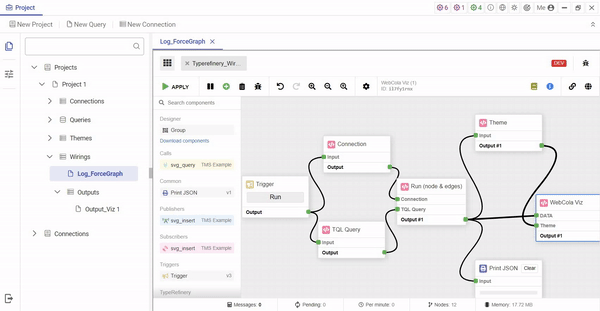 Project
6
1
4
Me
New Project
New Query
New Connection
Log_ForceGraph
Typerefinery_Wir...
DEV
APPLY
WebCola Viz (1)
Search components
Designer
Group
Download components
Calls
svg_query
TMS Example
Common
Print JSON
v1
Publishers
svg_insert
TMS Example
Subscribers
svg_insert
TMS Example
Triggers
Trigger
v3
TypeRefinery
Projects
Project 1
Connections
Queries
Themes
Wirings
Log_ForceGraph
Outputs
Output_Viz 1
Connections
Trigger
Run
Output
Connection
Input
Output
TQL Query
Input
Output
Run (node & edges)
Connection
TQL Query
Output #1
Theme
Input
Output #1
WebCola Viz
DATA
Theme
Output #1
Print JSON
Clear
Input
Messages: 0
Pending: 0
Per minute: 0
Nodes: 12
Memory: 17.72 MB